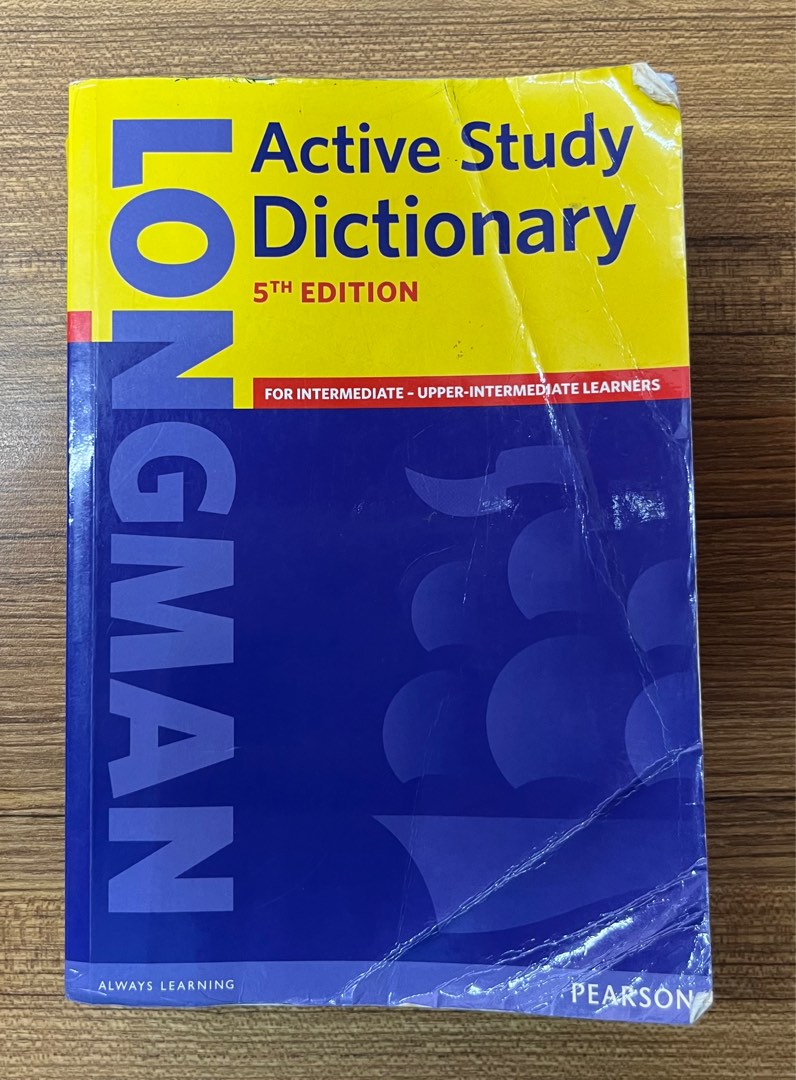 LONGMAN
Active Study
Dictionary
5TH EDITION
FOR INTERMEDIATE – UPPER-INTERMEDIATE LEARNERS
ALWAYS LEARNING
PEARSON